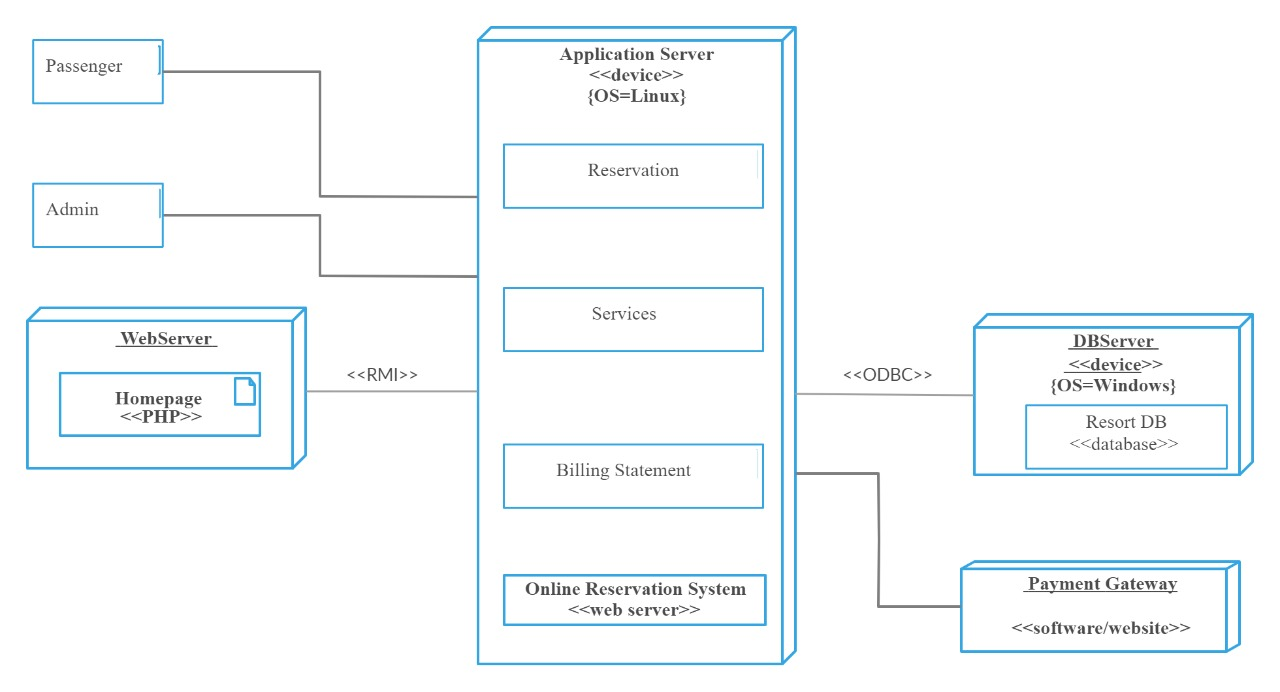 Passenger
Admin
WebServer
Homepage
<<PHP>>
<<RMI>>
Application Server
<<device>>
{OS=Linux}
Reservation
Services
Billing Statement
Online Reservation System
<<web server>>
<<ODBC>>
DBServer
<<device>>
{OS=Windows}
Resort DB
<<database>>
Payment Gateway
<<software/website>>